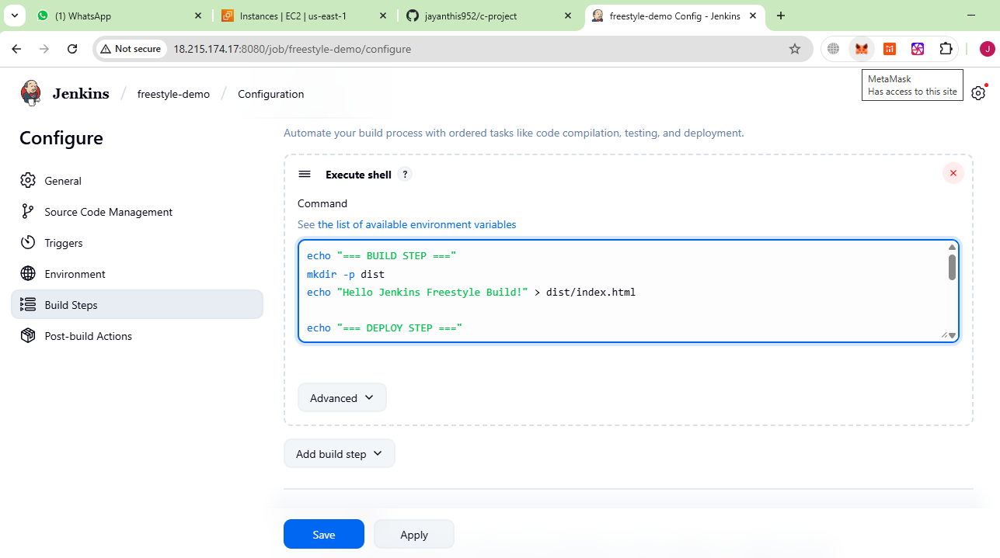 (1) WhatsApp
Instances | EC2 | us-east-1
jayanthis952/c-project
freestyle-demo Config - Jenkins
Not secure
18.215.174.17:8080/job/freestyle-demo/configure
J
MetaMask
Has access to this site
Jenkins / freestyle-demo / Configuration
Configure
General
Source Code Management
Triggers
Environment
Build Steps
Post-build Actions
Automate your build process with ordered tasks like code compilation, testing, and deployment.
Execute shell ?
Command
See the list of available environment variables
echo "=== BUILD STEP ==="
mkdir -p dist
echo "Hello Jenkins Freestyle Build!" > dist/index.html
echo "=== DEPLOY STEP ==="
Advanced
Add build step
Save
Apply